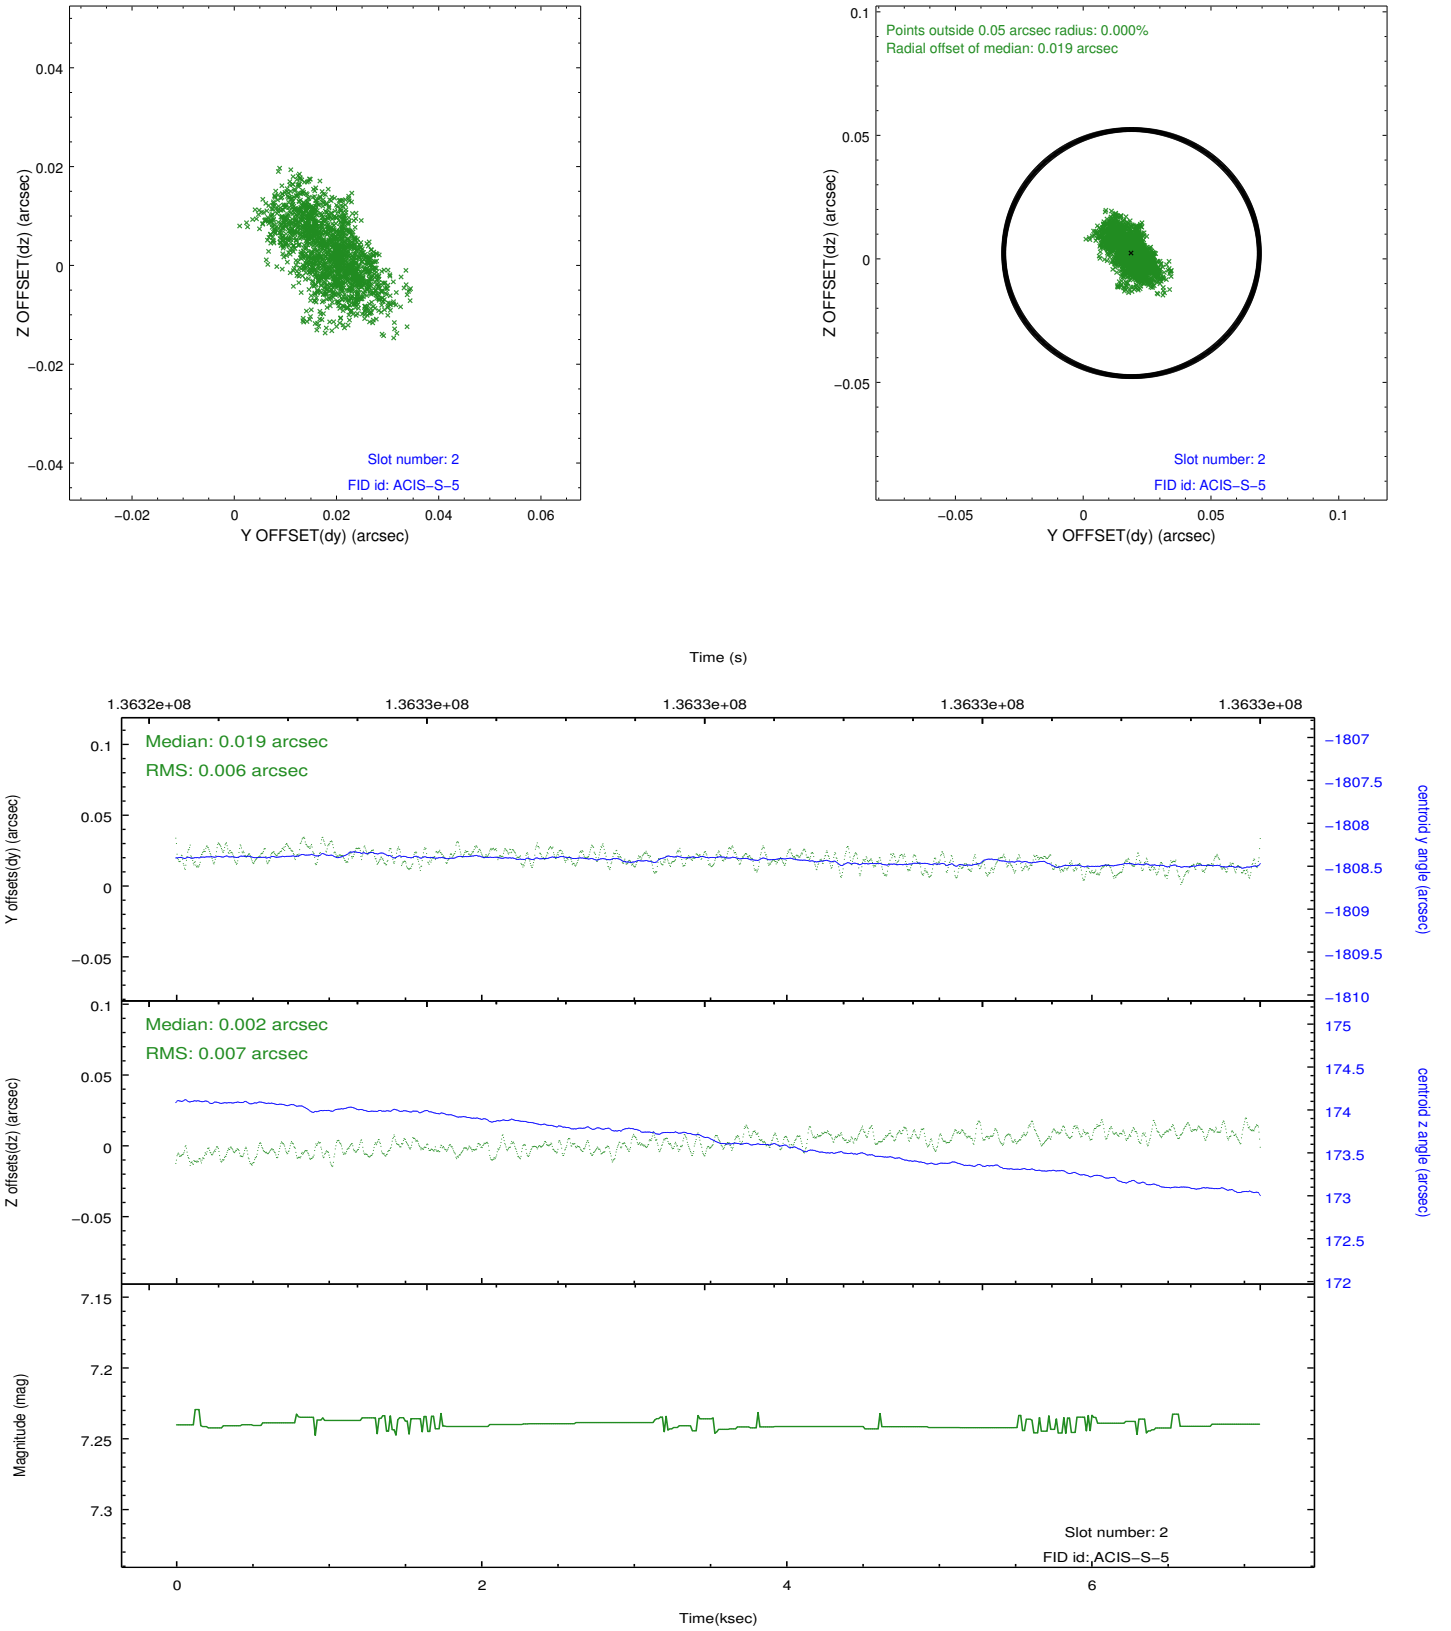 0.04
0.02
0
−0.02
−0.04
Z OFFSET(dz) (arcsec)
Slot number: 2
FID id: ACIS−S−5
−0.02
0
0.02
0.04
0.06
Y OFFSET(dy) (arcsec)
0.1
0.05
0
−0.05
Z OFFSET(dz) (arcsec)
Points outside 0.05 arcsec radius: 0.000%
Radial offset of median: 0.019 arcsec
Slot number: 2
FID id: ACIS−S−5
−0.05
0
0.05
0.1
Y OFFSET(dy) (arcsec)
Time (s)
1.3632e+08
1.3633e+08
1.3633e+08
1.3633e+08
1.3633e+08
Median: 0.019 arcsec
RMS: 0.006 arcsec
0.1
0.05
0
−0.05
Y offsets(dy) (arcsec)
−1807
−1807.5
−1808
−1808.5
−1809
−1809.5
−1810
centroid y angle (arcsec)
Median: 0.002 arcsec
RMS: 0.007 arcsec
0.1
0.05
0
−0.05
Z offsets(dz) (arcsec)
175
174.5
174
173.5
173
172.5
172
centroid z angle (arcsec)
7.15
7.2
7.25
7.3
Magnitude (mag)
Slot number: 2
FID id: ACIS−S−5
0
2
4
6
Time(ksec)